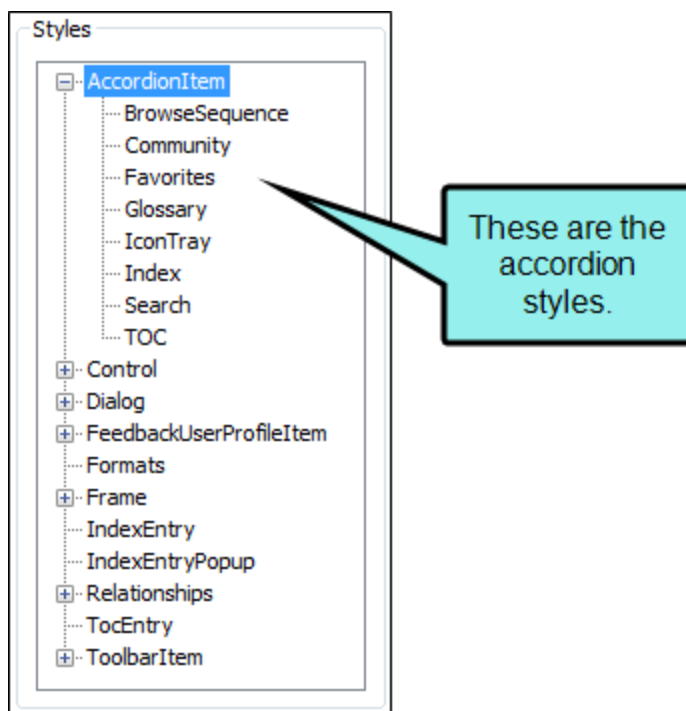 Styles
AccordionItem
BrowseSequence
Community
Favorites
Glossary
IconTray
Index
Search
TOC
Control
Dialog
FeedbackUserProfileItem
Formats
Frame
IndexEntry
IndexEntryPopup
Relationships
TocEntry
ToolbarItem
These are the
accordion
styles.